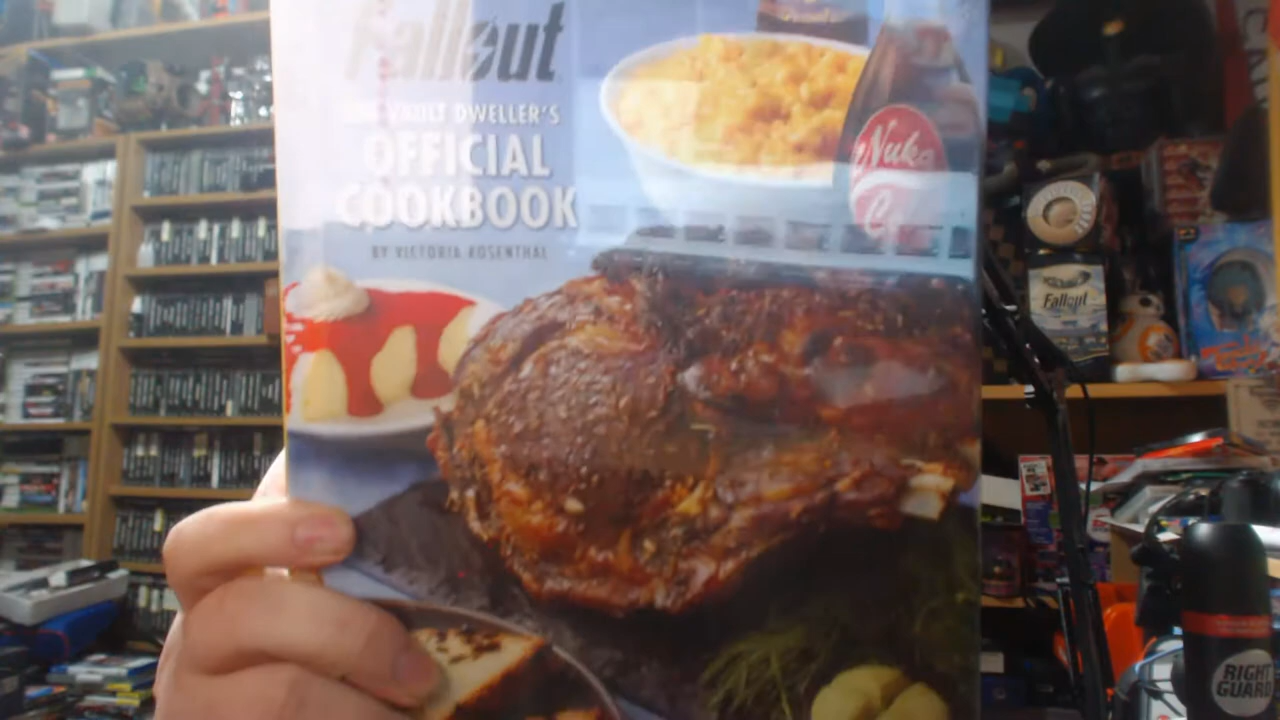 Fallout
THE VAULT DWELLER'S
OFFICIAL
COOKBOOK
BY VICTORIA ROSENTHAL
Nuka
Fallout
RIGHT
GUARD